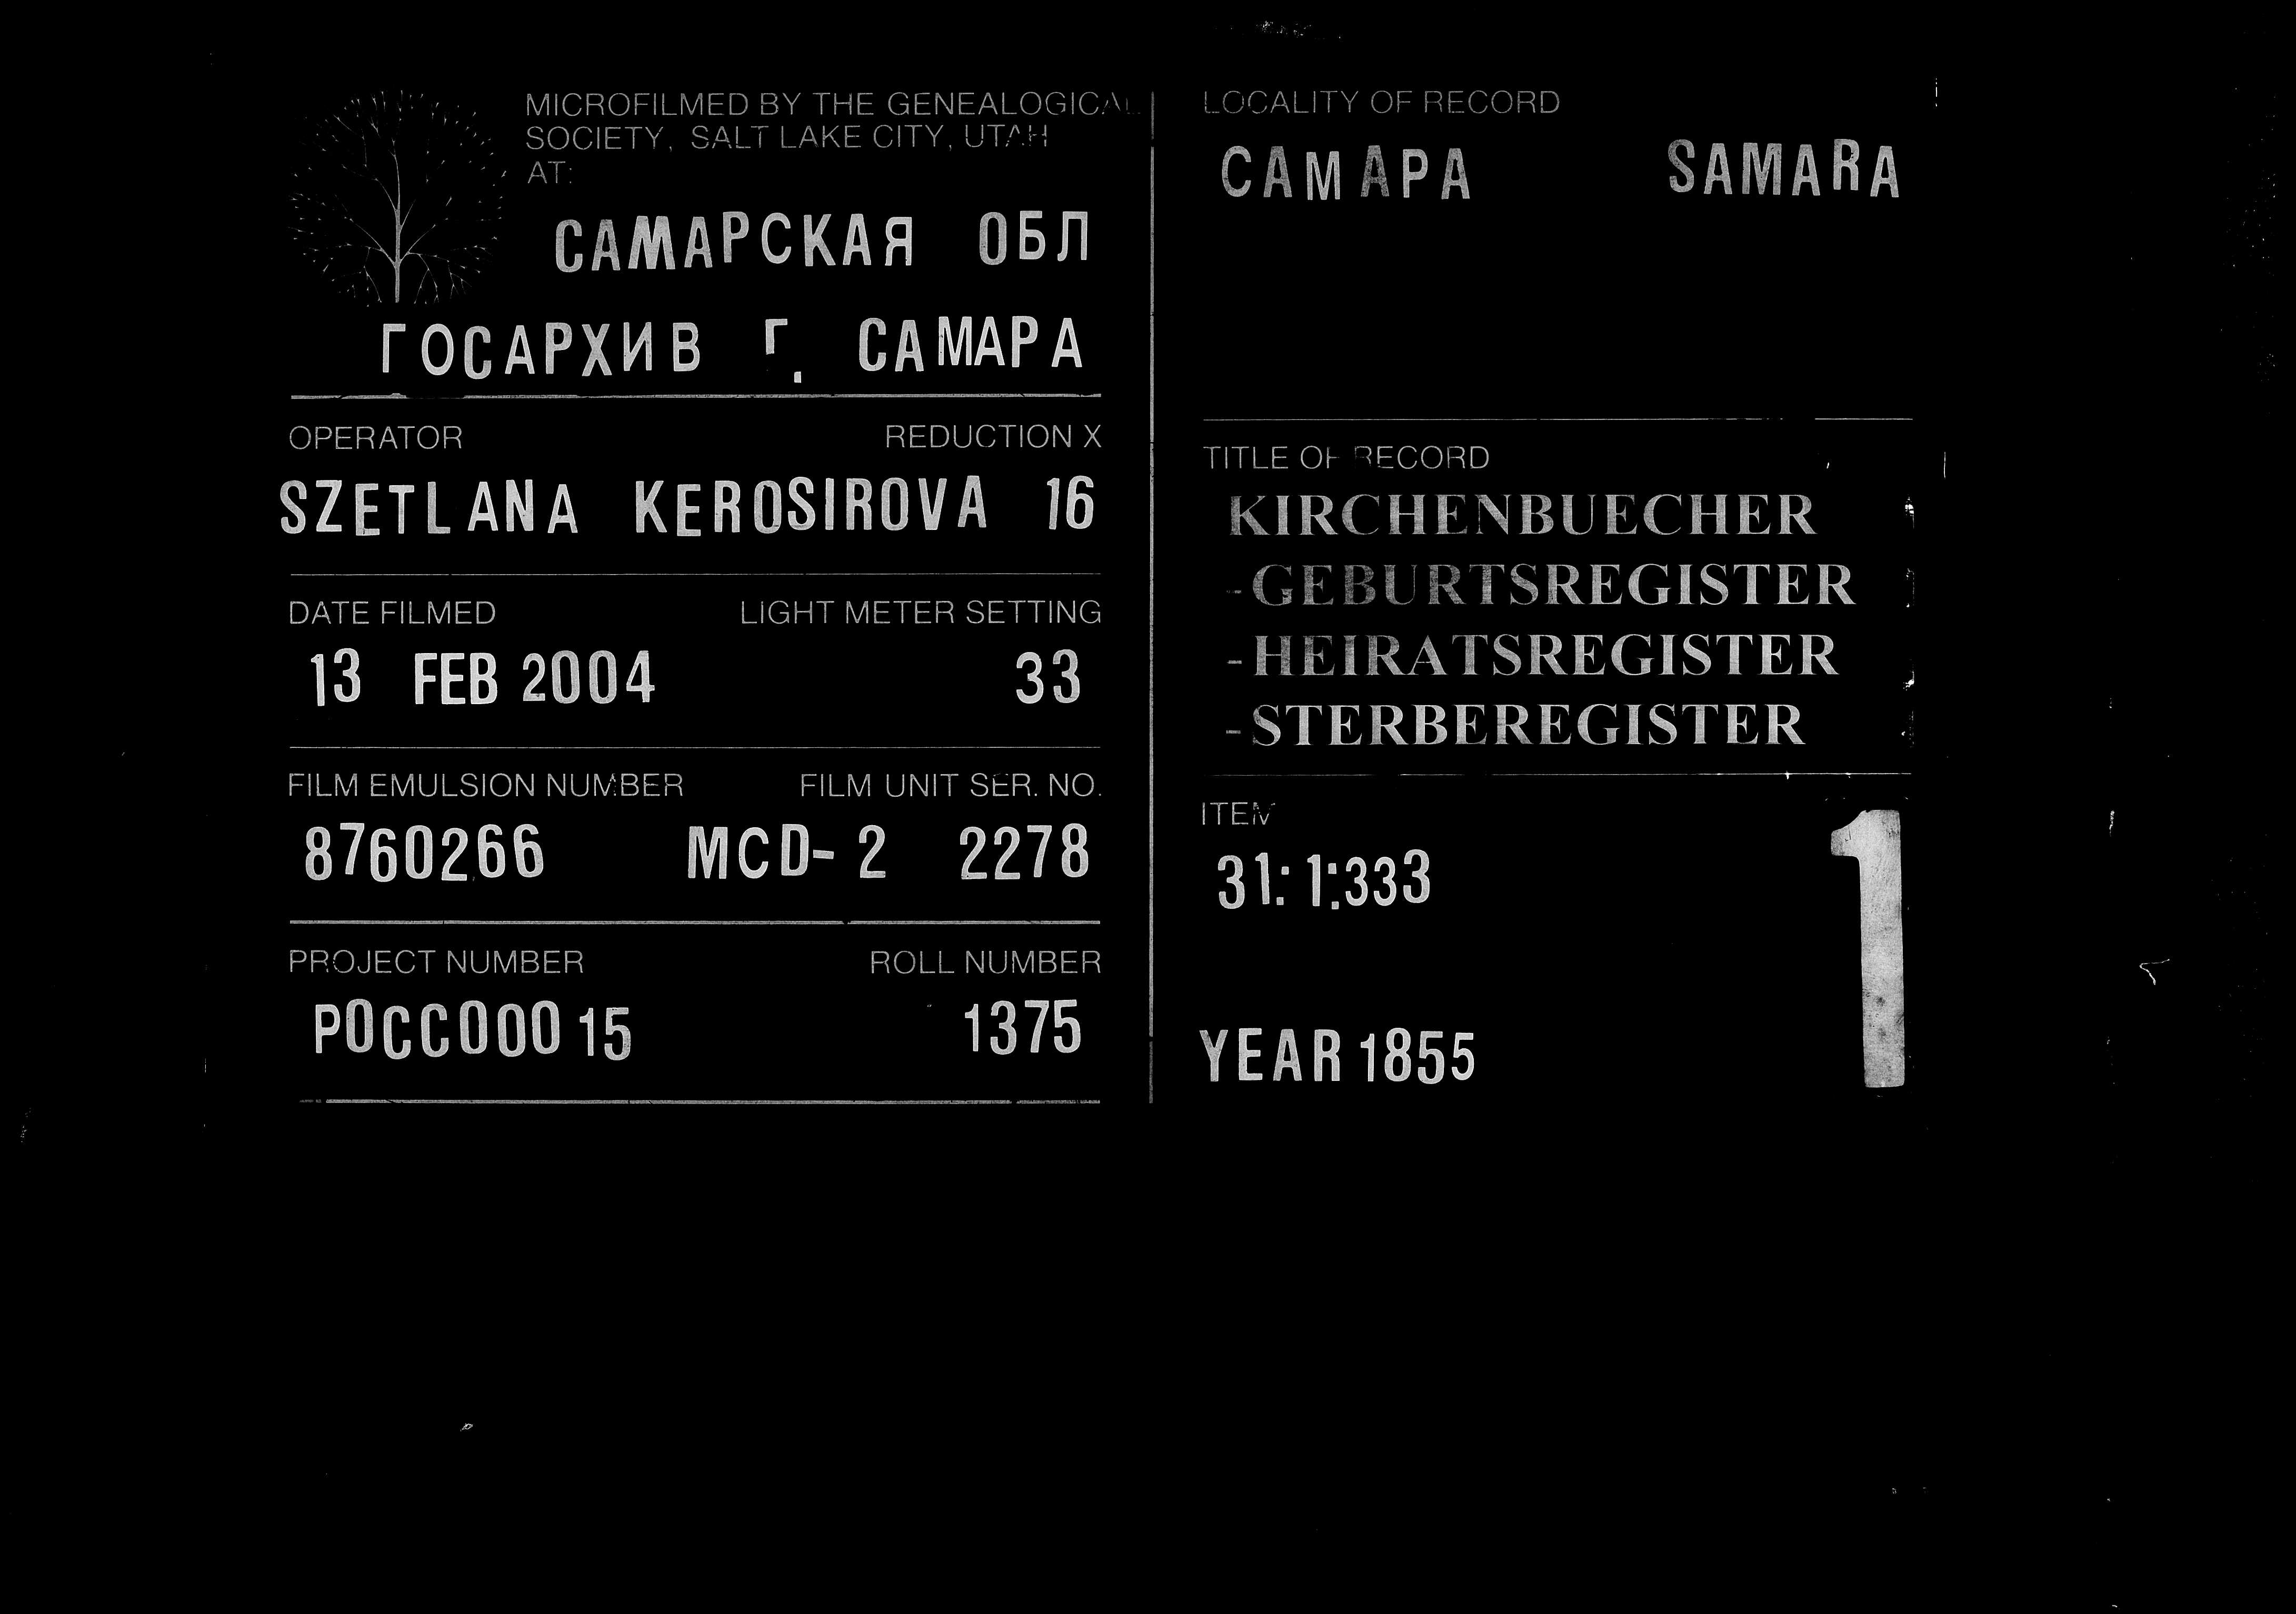 MICROFILMED BY THE GENEALOGICAL
SOCIETY, SALT LAKE CITY, UTAH
AT:
САМАРСКАЯ ОБЛ
ГОСАРХИВ Г. САМАРА
OPERATOR REDUCTION X
SZETLANA KEROSIROVA 16
DATE FILMED LIGHT METER SETTING
13 FEB 2004 33
FILM EMULSION NUMBER FILM UNIT SER. NO.
8760266 MCD-2 2278
PROJECT NUMBER ROLL NUMBER
РОССООО15 1375
LOCALITY OF RECORD
САМАРА SAMARA
TITLE OF RECORD
KIRCHENBUECHER
-GEBURTSREGISTER
-HEIRATSREGISTER
-STERBEREGISTER
ITEM
31:1:333
1
YEAR 1855